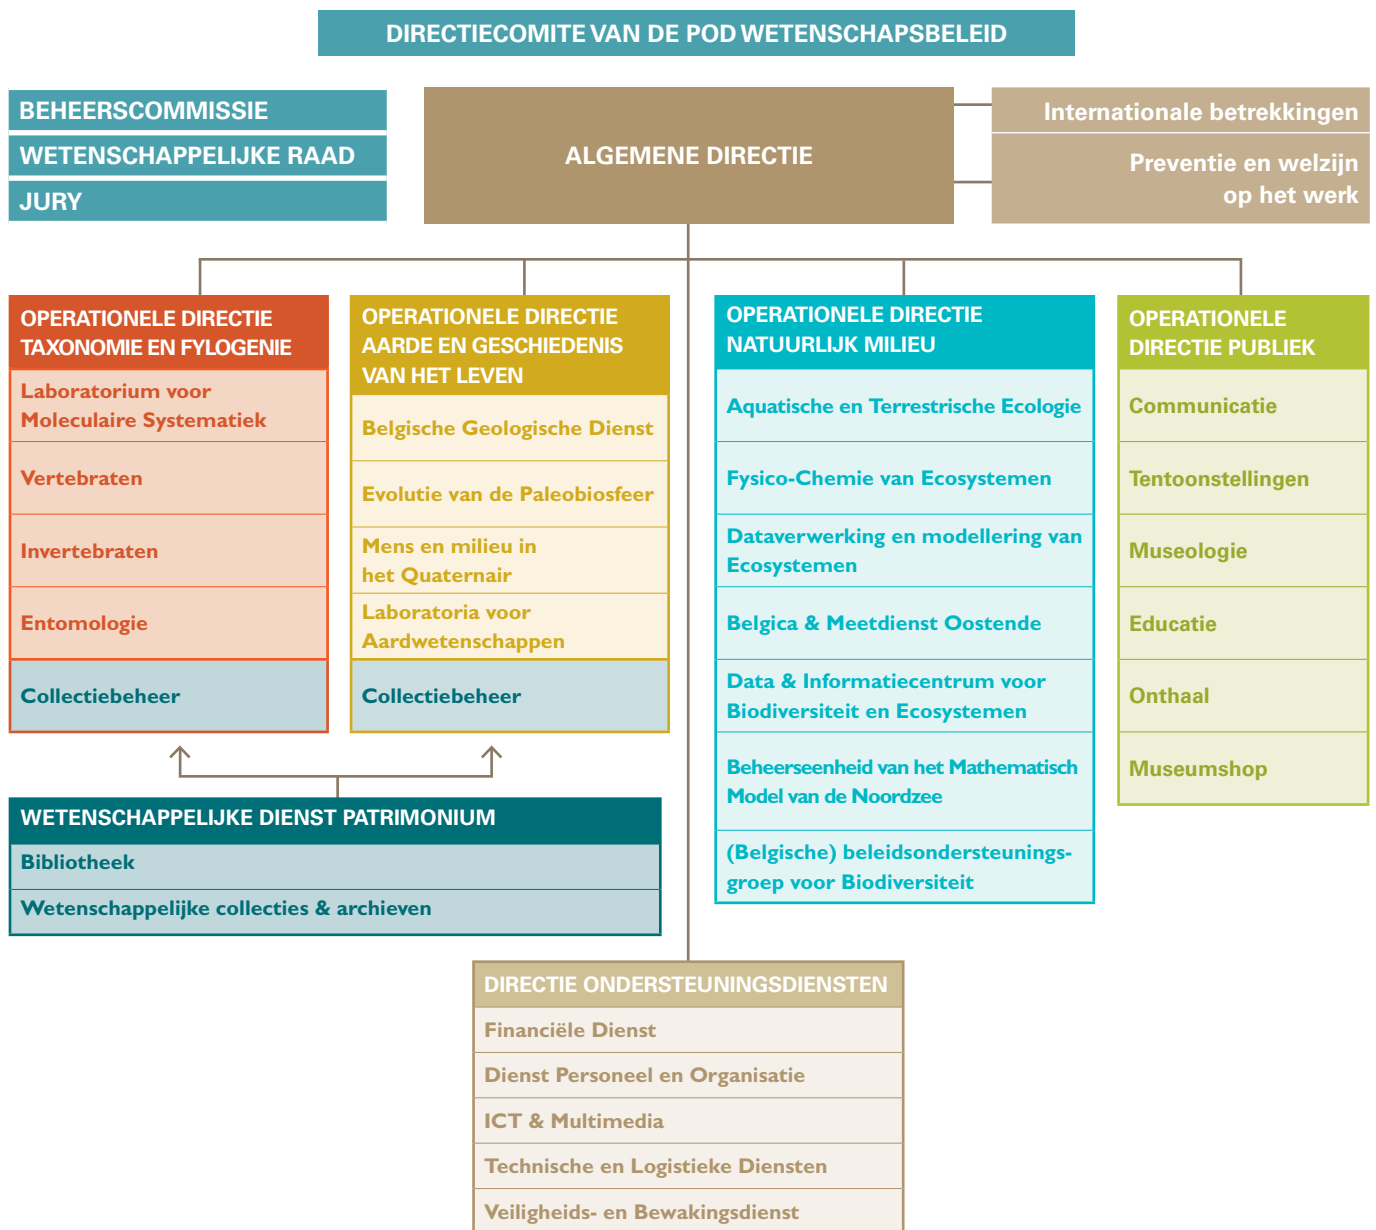 DIRECTIECOMITE VAN DE POD WETENSCHAPSBELEID
BEHEERSCOMMISSIE
WETENSCHAPPELIJKE RAAD
JURY
ALGEMENE DIRECTIE
Internationale betrekkingen
Preventie en welzijn
op het werk
OPERATIONELE DIRECTIE
TAXONOMIE EN FYLOGENIE
Laboratorium voor
Moleculaire Systematiek
Vertebraten
Invertebraten
Entomologie
Collectiebeheer
OPERATIONELE DIRECTIE
AARDE EN GESCHIEDENIS
VAN HET LEVEN
Belgische Geologische Dienst
Evolutie van de Paleobiosfeer
Mens en milieu in
het Quaternair
Laboratoria voor
Aardwetenschappen
Collectiebeheer
OPERATIONELE DIRECTIE
NATUURLIJK MILIEU
Aquatische en Terrestrische Ecologie
Fysico-Chemie van Ecosystemen
Dataverwerking en modellering van
Ecosystemen
Belgica & Meetdienst Oostende
Data & Informatiecentrum voor
Biodiversiteit en Ecosystemen
Beheerseenheid van het Mathematisch
Model van de Noordzee
(Belgische) beleidsondersteunings-
groep voor Biodiversiteit
OPERATIONELE
DIRECTIE PUBLIEK
Communicatie
Tentoonstellingen
Museologie
Educatie
Onthaal
Museumshop
WETENSCHAPPELIJKE DIENST PATRIMONIUM
Bibliotheek
Wetenschappelijke collecties & archieven
DIRECTIE ONDERSTEUNINGSDIENSTEN
Financiële Dienst
Dienst Personeel en Organisatie
ICT & Multimedia
Technische en Logistieke Diensten
Veiligheids- en Bewakingsdienst